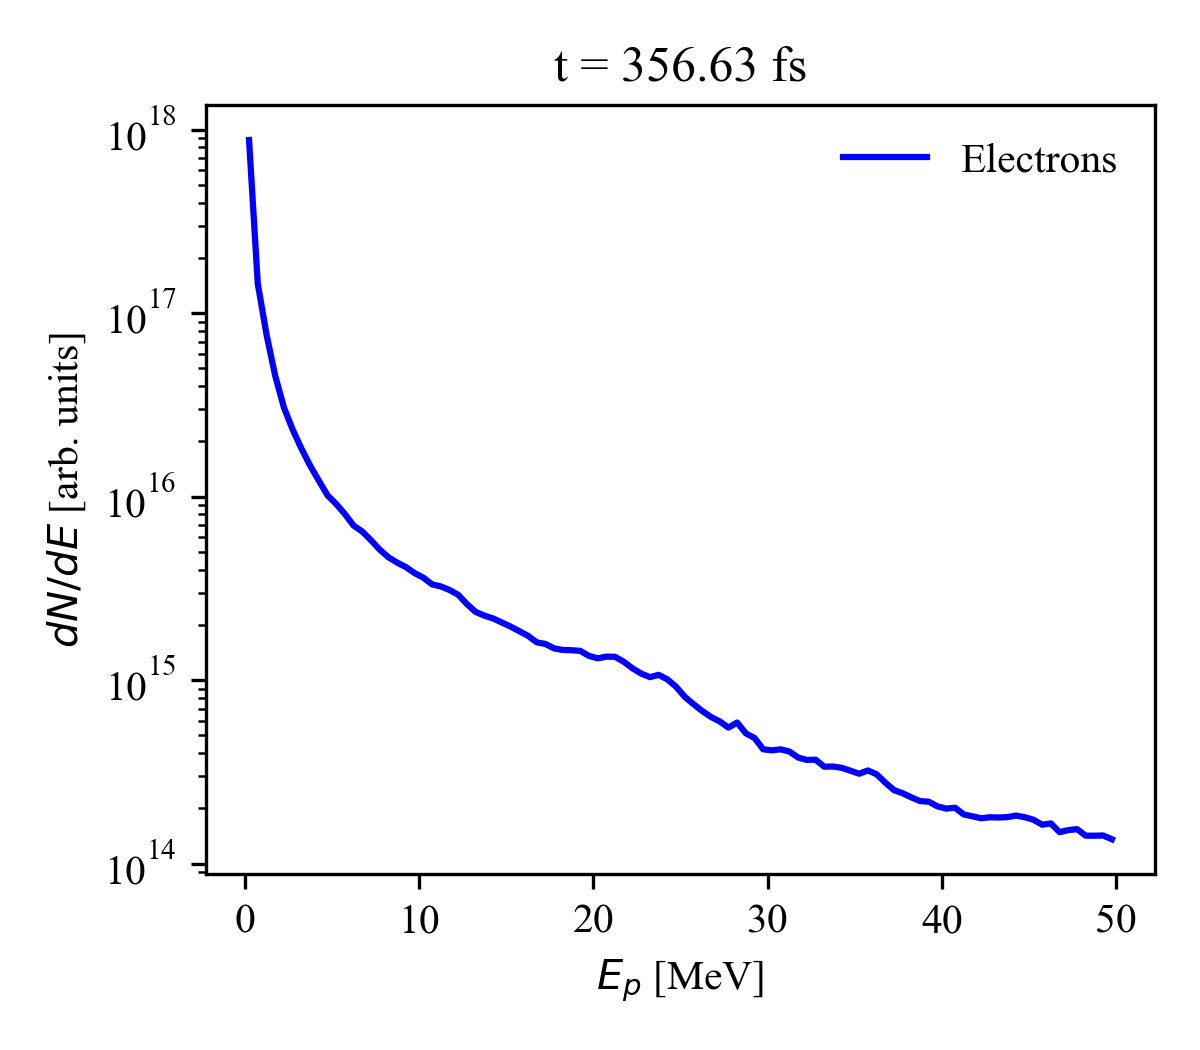 t = 356.63 fs
Electrons
10^18
10^17
10^16
10^15
10^14
dN/dE [arb. units]
0 10 20 30 40 50
E_p [MeV]